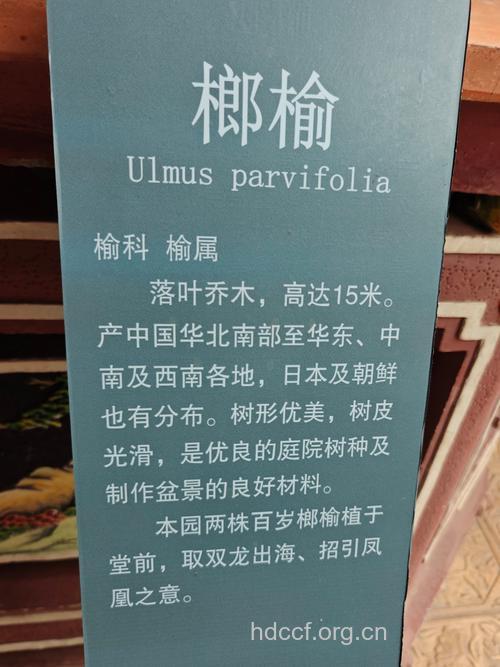 榔榆
Ulmus parvifolia
榆科 榆属
落叶乔木，高达15米。
产中国华北南部至华东、中
南及西南各地，日本及朝鲜
也有分布。树形优美，树皮
光滑，是优良的庭院树种及
制作盆景的良好材料。
本园两株百岁榔榆植于
堂前，取双龙出海、招引凤
凰之意。
hdccf.org.cn